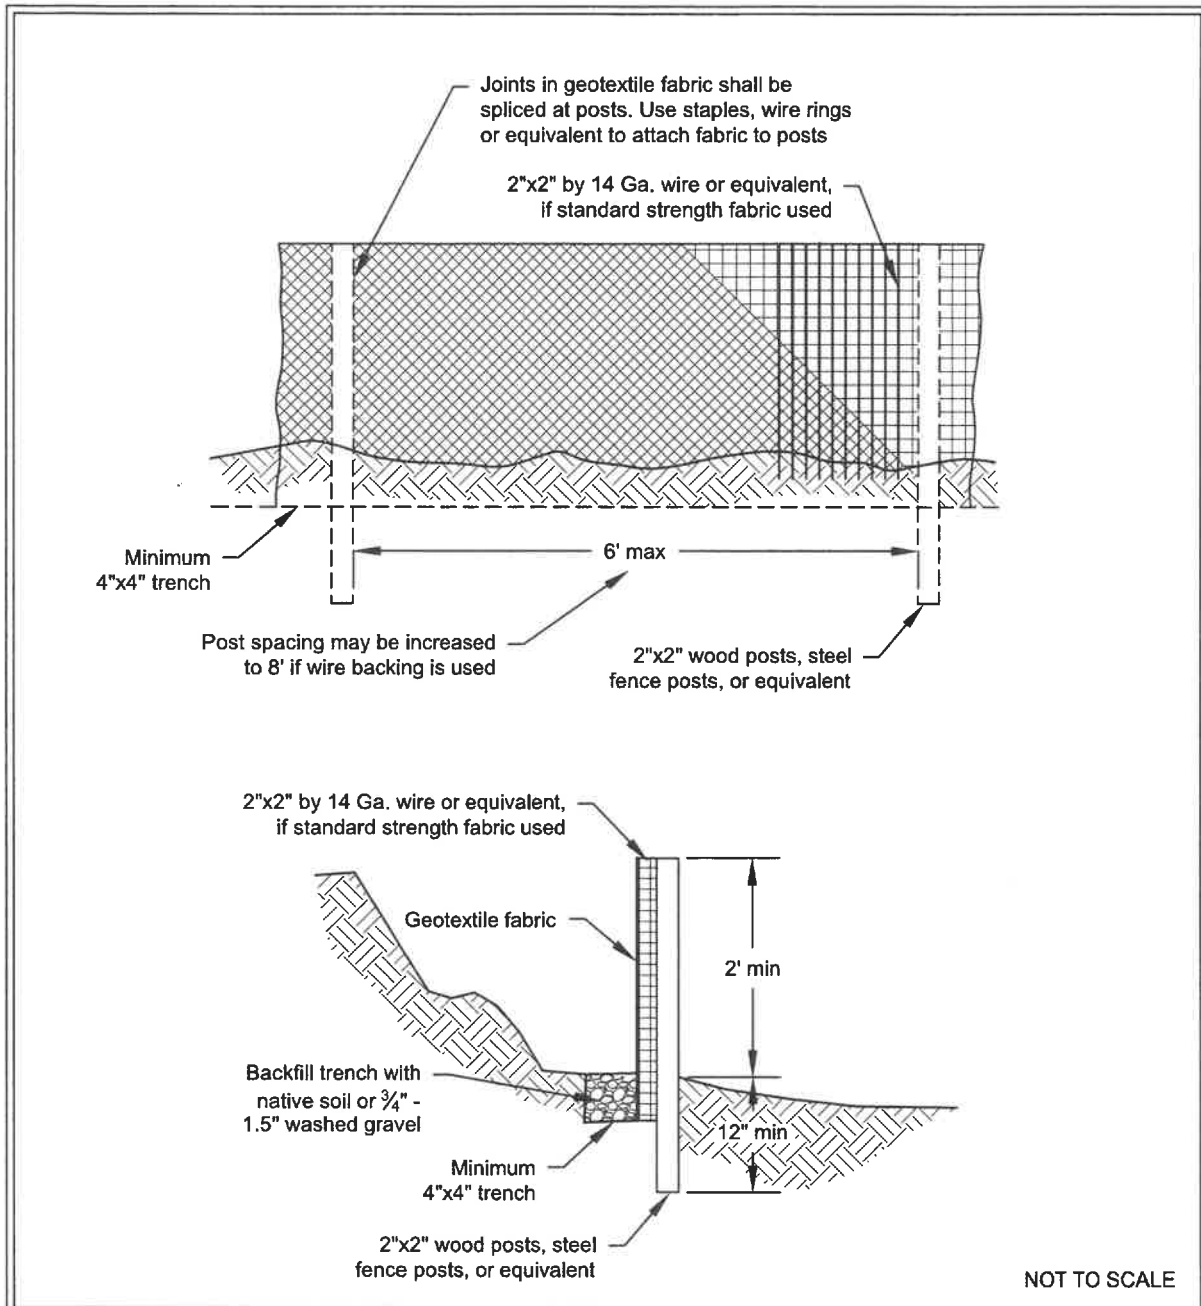 Joints in geotextile fabric shall be
spliced at posts. Use staples, wire rings
or equivalent to attach fabric to posts
2"x2" by 14 Ga. wire or equivalent,
if standard strength fabric used
Minimum
4"x4" trench
6' max
Post spacing may be increased
to 8' if wire backing is used
2"x2" wood posts, steel
fence posts, or equivalent
2"x2" by 14 Ga. wire or equivalent,
if standard strength fabric used
Geotextile fabric
2' min
Backfill trench with
native soil or ¾" -
1.5" washed gravel
12" min
Minimum
4"x4" trench
2"x2" wood posts, steel
fence posts, or equivalent
NOT TO SCALE